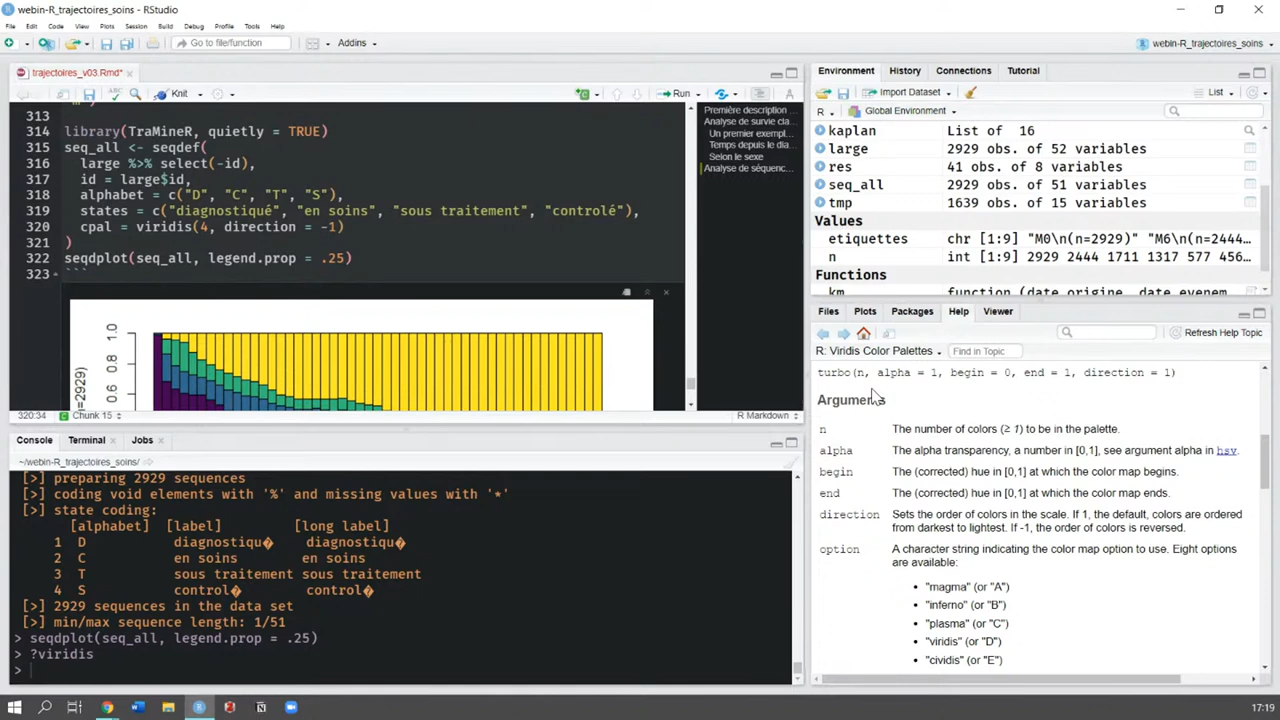 webin-R_trajectoires_soins - RStudio
File Edit Code View Plots Session Build Debug Profile Tools Help
Go to file/function
Addins
webin-R_trajectoires_soins
trajectoires_v03.Rmd*
Knit
Run
313
314 library(TraMineR, quietly = TRUE)
315 seq_all <- seqdef(
316 large %>% select(-id),
317 id = large$id,
318 alphabet = c("D", "C", "T", "S"),
319 states = c("diagnostiqué", "en soins", "sous traitement", "controlé"),
320 cpal = viridis(4, direction = -1)
321 )
322 seqdplot(seq_all, legend.prop = .25)
323 ```
Première description ...
Analyse de survie cla...
Un premier exempl...
Temps depuis le dia...
Selon le sexe
Analyse de séquence...
1.0
0.8
0.6
(n=2929)
320:34
Chunk 15
R Markdown
Console
Terminal
Jobs
~/webin-R_trajectoires_soins/
[>] preparing 2929 sequences
[>] coding void elements with '%' and missing values with '*'
[>] state coding:
[alphabet] [label] [long label]
1 D diagnostiqu� diagnostiqu�
2 C en soins en soins
3 T sous traitement sous traitement
4 S control� control�
[>] 2929 sequences in the data set
[>] min/max sequence length: 1/51
> seqdplot(seq_all, legend.prop = .25)
> ?viridis
>
Environment
History
Connections
Tutorial
Import Dataset
List
R
Global Environment
kaplan List of 16
large 2929 obs. of 52 variables
res 41 obs. of 8 variables
seq_all 2929 obs. of 51 variables
tmp 1639 obs. of 15 variables
Values
etiquettes chr [1:9] "M0\n(n=2929)" "M6\n(n=2444...
n int [1:9] 2929 2444 1711 1317 577 456...
Functions
km function (date_origine, date_evenem...
Files
Plots
Packages
Help
Viewer
Refresh Help Topic
R: Viridis Color Palettes
Find in Topic
turbo(n, alpha = 1, begin = 0, end = 1, direction = 1)
Arguments
n The number of colors (≥ 1) to be in the palette.
alpha The alpha transparency, a number in [0,1], see argument alpha in hsv.
begin The (corrected) hue in [0,1] at which the color map begins.
end The (corrected) hue in [0,1] at which the color map ends.
direction Sets the order of colors in the scale. If 1, the default, colors are ordered
from darkest to lightest. If -1, the order of colors is reversed.
option A character string indicating the color map option to use. Eight options
are available:
• "magma" (or "A")
• "inferno" (or "B")
• "plasma" (or "C")
• "viridis" (or "D")
• "cividis" (or "E")
17:19